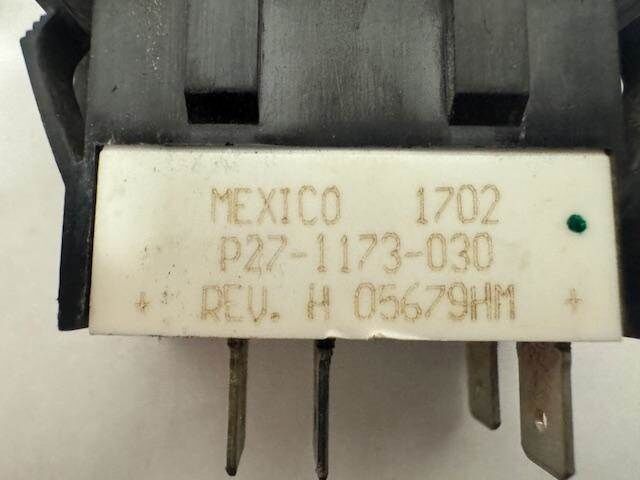 MEXICO 1702
P27-1173-030
+ REV. H 05679HM +